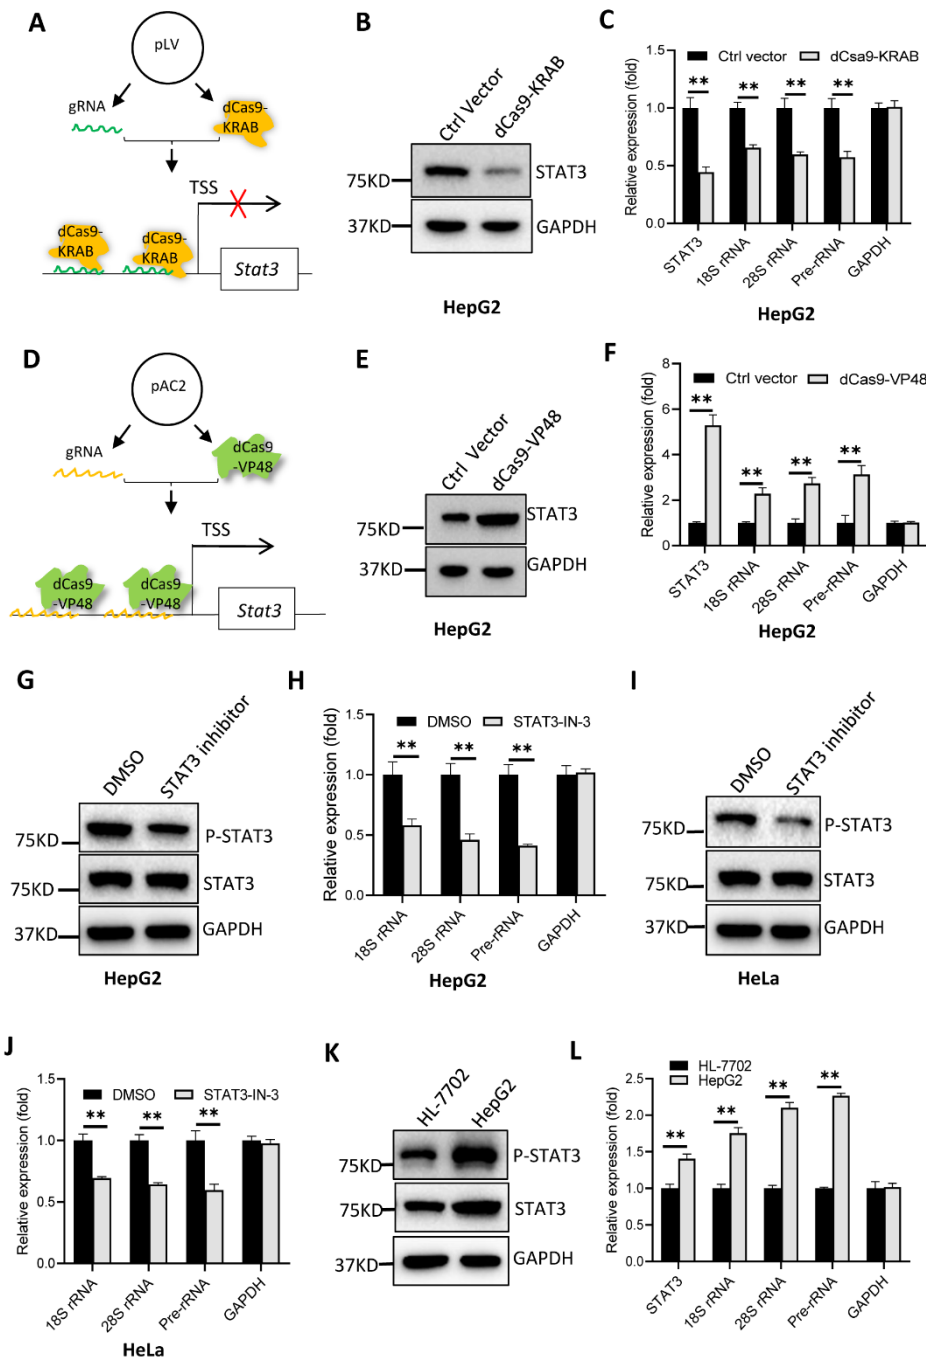 A
pLV
gRNA
dCas9-
KRAB
TSS
dCas9-
KRAB
dCas9-
KRAB
Stat3
B
Ctrl Vector
dCas9-KRAB
75KD
STAT3
37KD
GAPDH
HepG2
C
Ctrl vector
dCsa9-KRAB
Relative expression (fold)
1.5
1.0
0.5
0.0
** ** ** **
STAT3
18S rRNA
28S rRNA
Pre-rRNA
GAPDH
HepG2
D
pAC2
gRNA
dCas9
-VP48
TSS
dCas9
-VP48
dCas9
-VP48
Stat3
E
Ctrl Vector
dCas9-VP48
75KD
STAT3
37KD
GAPDH
HepG2
F
Ctrl vector
dCas9-VP48
Relative expression (fold)
8
6
4
2
0
** ** ** **
STAT3
18S rRNA
28S rRNA
Pre-rRNA
GAPDH
HepG2
G
DMSO
STAT3 inhibitor
75KD
P-STAT3
75KD
STAT3
37KD
GAPDH
HepG2
H
DMSO
STAT3-IN-3
Relative expression (fold)
1.5
1.0
0.5
0.0
** ** **
18S rRNA
28S rRNA
Pre-rRNA
GAPDH
HepG2
I
DMSO
STAT3 inhibitor
75KD
P-STAT3
75KD
STAT3
37KD
GAPDH
HeLa
J
DMSO
STAT3-IN-3
Relative expression (fold)
1.5
1.0
0.5
0.0
** ** **
18S rRNA
28S rRNA
Pre-rRNA
GAPDH
HeLa
K
HL-7702
HepG2
75KD
P-STAT3
75KD
STAT3
37KD
GAPDH
L
HL-7702
HepG2
Relative expression (fold)
2.5
2.0
1.5
1.0
0.5
0.0
** ** ** **
STAT3
18S rRNA
28S rRNA
Pre-rRNA
GAPDH